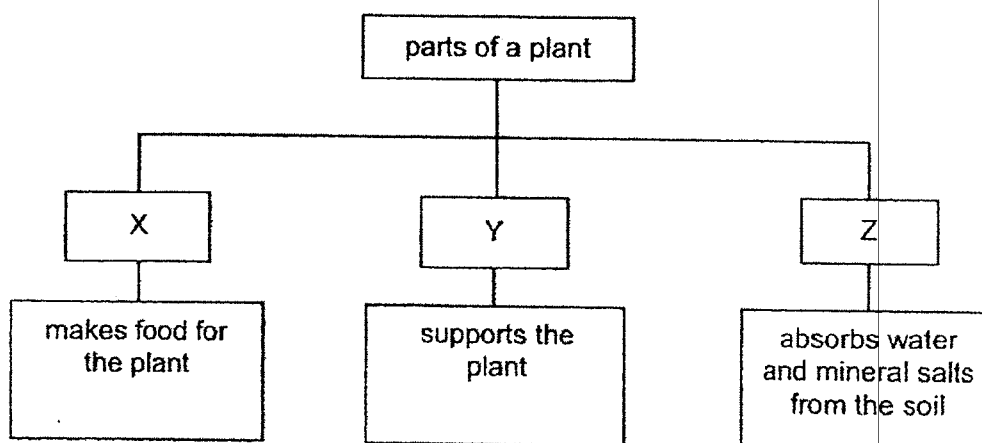 parts of a plant
X
Y
Z
makes food for
the plant
supports the
plant
absorbs water
and mineral salts
from the soil